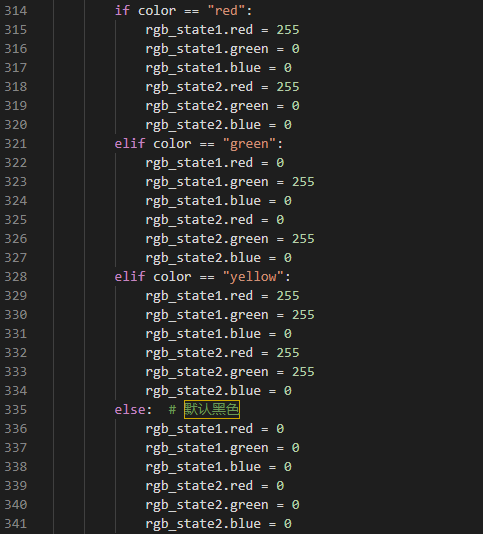 314 if color == "red":
315 rgb_state1.red = 255
316 rgb_state1.green = 0
317 rgb_state1.blue = 0
318 rgb_state2.red = 255
319 rgb_state2.green = 0
320 rgb_state2.blue = 0
321 elif color == "green":
322 rgb_state1.red = 0
323 rgb_state1.green = 255
324 rgb_state1.blue = 0
325 rgb_state2.red = 0
326 rgb_state2.green = 255
327 rgb_state2.blue = 0
328 elif color == "yellow":
329 rgb_state1.red = 255
330 rgb_state1.green = 255
331 rgb_state1.blue = 0
332 rgb_state2.red = 255
333 rgb_state2.green = 255
334 rgb_state2.blue = 0
335 else: # 默认黑色
336 rgb_state1.red = 0
337 rgb_state1.green = 0
338 rgb_state1.blue = 0
339 rgb_state2.red = 0
340 rgb_state2.green = 0
341 rgb_state2.blue = 0